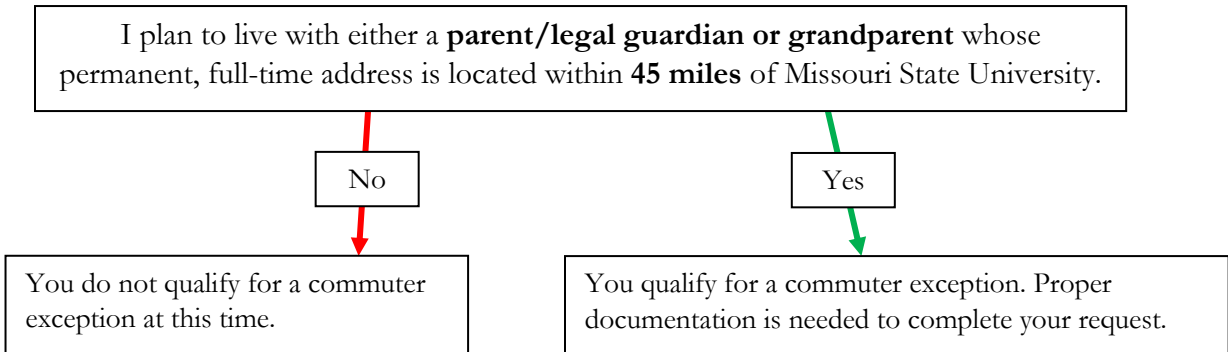 I plan to live with either a parent/legal guardian or grandparent whose
permanent, full-time address is located within 45 miles of Missouri State University.
No
Yes
You do not qualify for a commuter
exception at this time.
You qualify for a commuter exception. Proper
documentation is needed to complete your request.